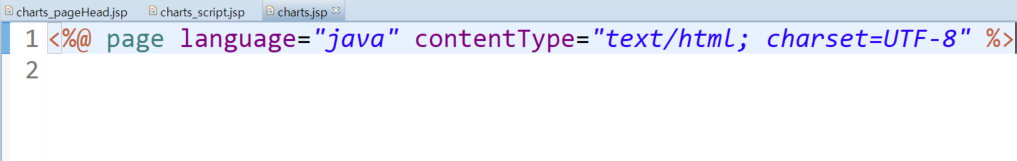 charts_pageHead.jsp charts_script.jsp charts.jsp
1 <%@ page language="java" contentType="text/html; charset=UTF-8" %>
2